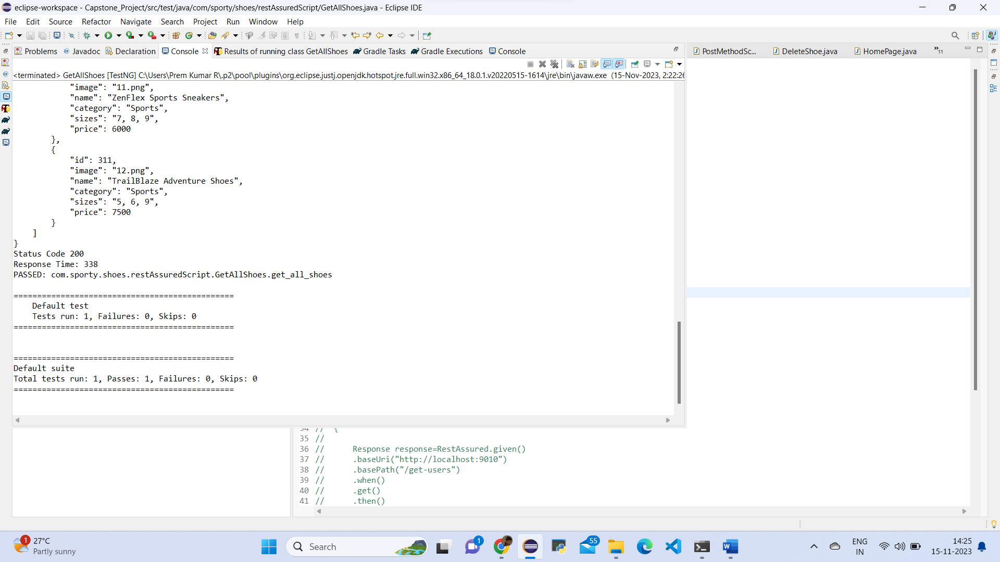 eclipse-workspace - Capstone_Project/src/test/java/com/sporty/shoes/restAssuredScript/GetAllShoes.java - Eclipse IDE
File Edit Source Refactor Navigate Search Project Run Window Help
Problems Javadoc Declaration Console Results of running class GetAllShoes Gradle Tasks Gradle Executions Console PostMethodSc... DeleteShoe.java HomePage.java »11
<terminated> GetAllShoes [TestNG] C:\Users\Prem Kumar R\.p2\pool\plugins\org.eclipse.justj.openjdk.hotspot.jre.full.win32.x86_64_18.0.1.v20220515-1614\jre\bin\javaw.exe (15-Nov-2023, 2:22:26
"image": "11.png",
"name": "ZenFlex Sports Sneakers",
"category": "Sports",
"sizes": "7, 8, 9",
"price": 6000
},
{
"id": 311,
"image": "12.png",
"name": "TrailBlaze Adventure Shoes",
"category": "Sports",
"sizes": "5, 6, 9",
"price": 7500
}
]
}
Status Code 200
Response Time: 338
PASSED: com.sporty.shoes.restAssuredScript.GetAllShoes.get_all_shoes
===============================================
Default test
Tests run: 1, Failures: 0, Skips: 0
===============================================
===============================================
Default suite
Total tests run: 1, Passes: 1, Failures: 0, Skips: 0
===============================================
34 // {
35 //
36 // Response response=RestAssured.given()
37 // .baseUri("http://localhost:9010")
38 // .basePath("/get-users")
39 // .when()
40 // .get()
41 // .then()
1 27°C
Partly sunny
Search
1
55
ENG
IN
14:25
15-11-2023